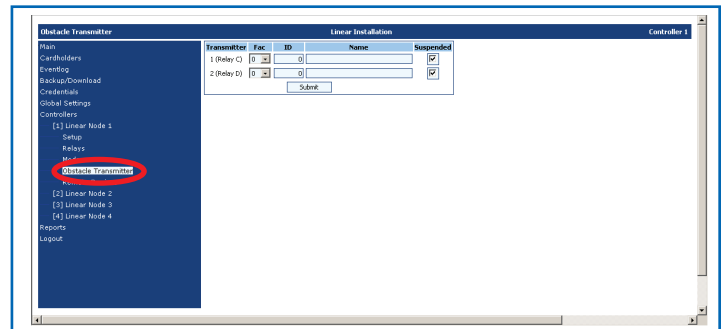 Obstacle Transmitter Linear Installation Controller 1
Main
Cardholders
Eventlog
Backup/Download
Credentials
Global Settings
Controllers
[1] Linear Node 1
Setup
Relays
Obstacle Transmitter
[2] Linear Node 2
[3] Linear Node 3
[4] Linear Node 4
Reports
Logout
Transmitter Fac ID Name Suspended
1 (Relay C) 0 0
2 (Relay D) 0 0
Submit